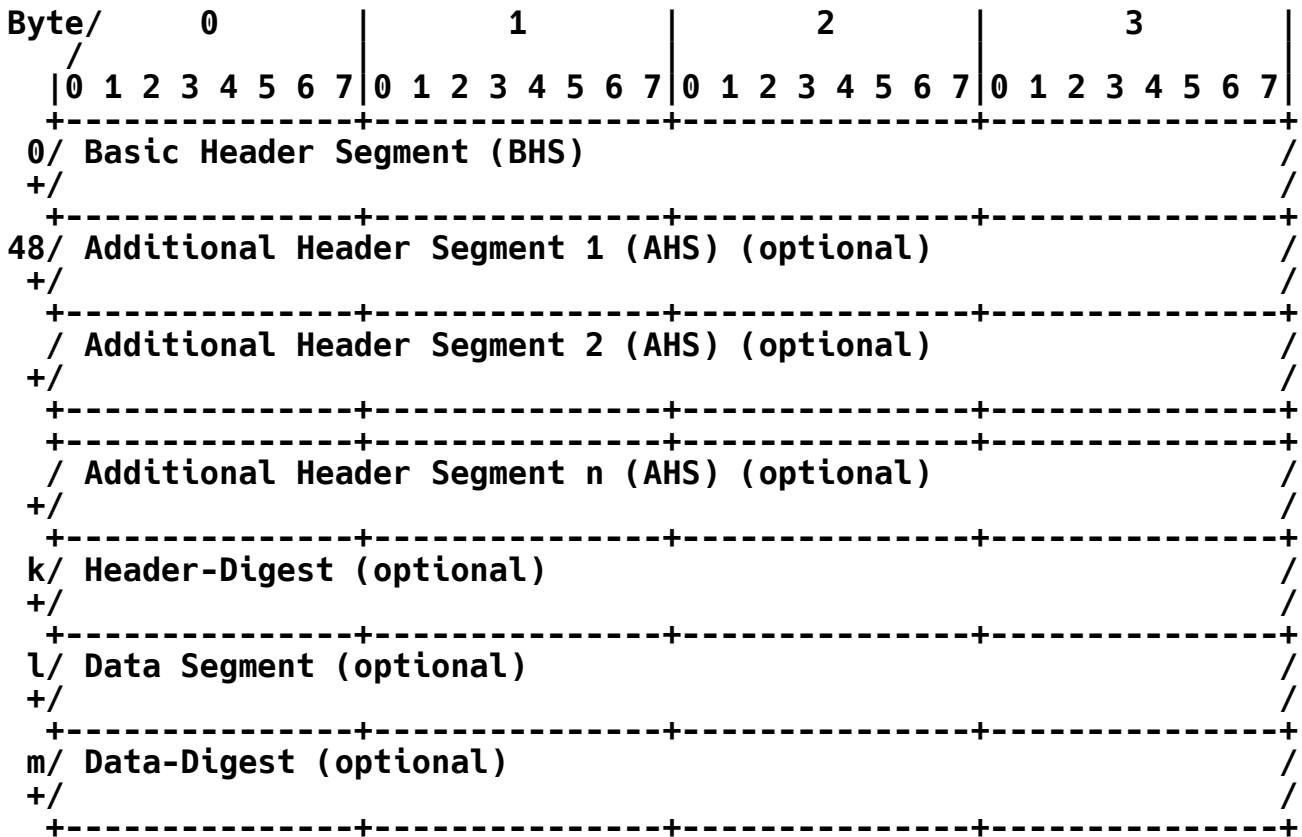 Byte/     0       |       1       |       2       |       3       |
   /              |               |               |               |
  |0 1 2 3 4 5 6 7|0 1 2 3 4 5 6 7|0 1 2 3 4 5 6 7|0 1 2 3 4 5 6 7|
  +---------------+---------------+---------------+---------------+
 0/ Basic Header Segment (BHS)                                    /
 +/                                                               /
  +---------------+---------------+---------------+---------------+
48/ Additional Header Segment 1 (AHS) (optional)                  /
 +/                                                               /
  +---------------+---------------+---------------+---------------+
  / Additional Header Segment 2 (AHS) (optional)                  /
 +/                                                               /
  +---------------+---------------+---------------+---------------+
  +---------------+---------------+---------------+---------------+
  / Additional Header Segment n (AHS) (optional)                  /
 +/                                                               /
  +---------------+---------------+---------------+---------------+
 k/ Header-Digest (optional)                                      /
 +/                                                               /
  +---------------+---------------+---------------+---------------+
 l/ Data Segment (optional)                                       /
 +/                                                               /
  +---------------+---------------+---------------+---------------+
 m/ Data-Digest (optional)                                        /
 +/                                                               /
  +---------------+---------------+---------------+---------------+